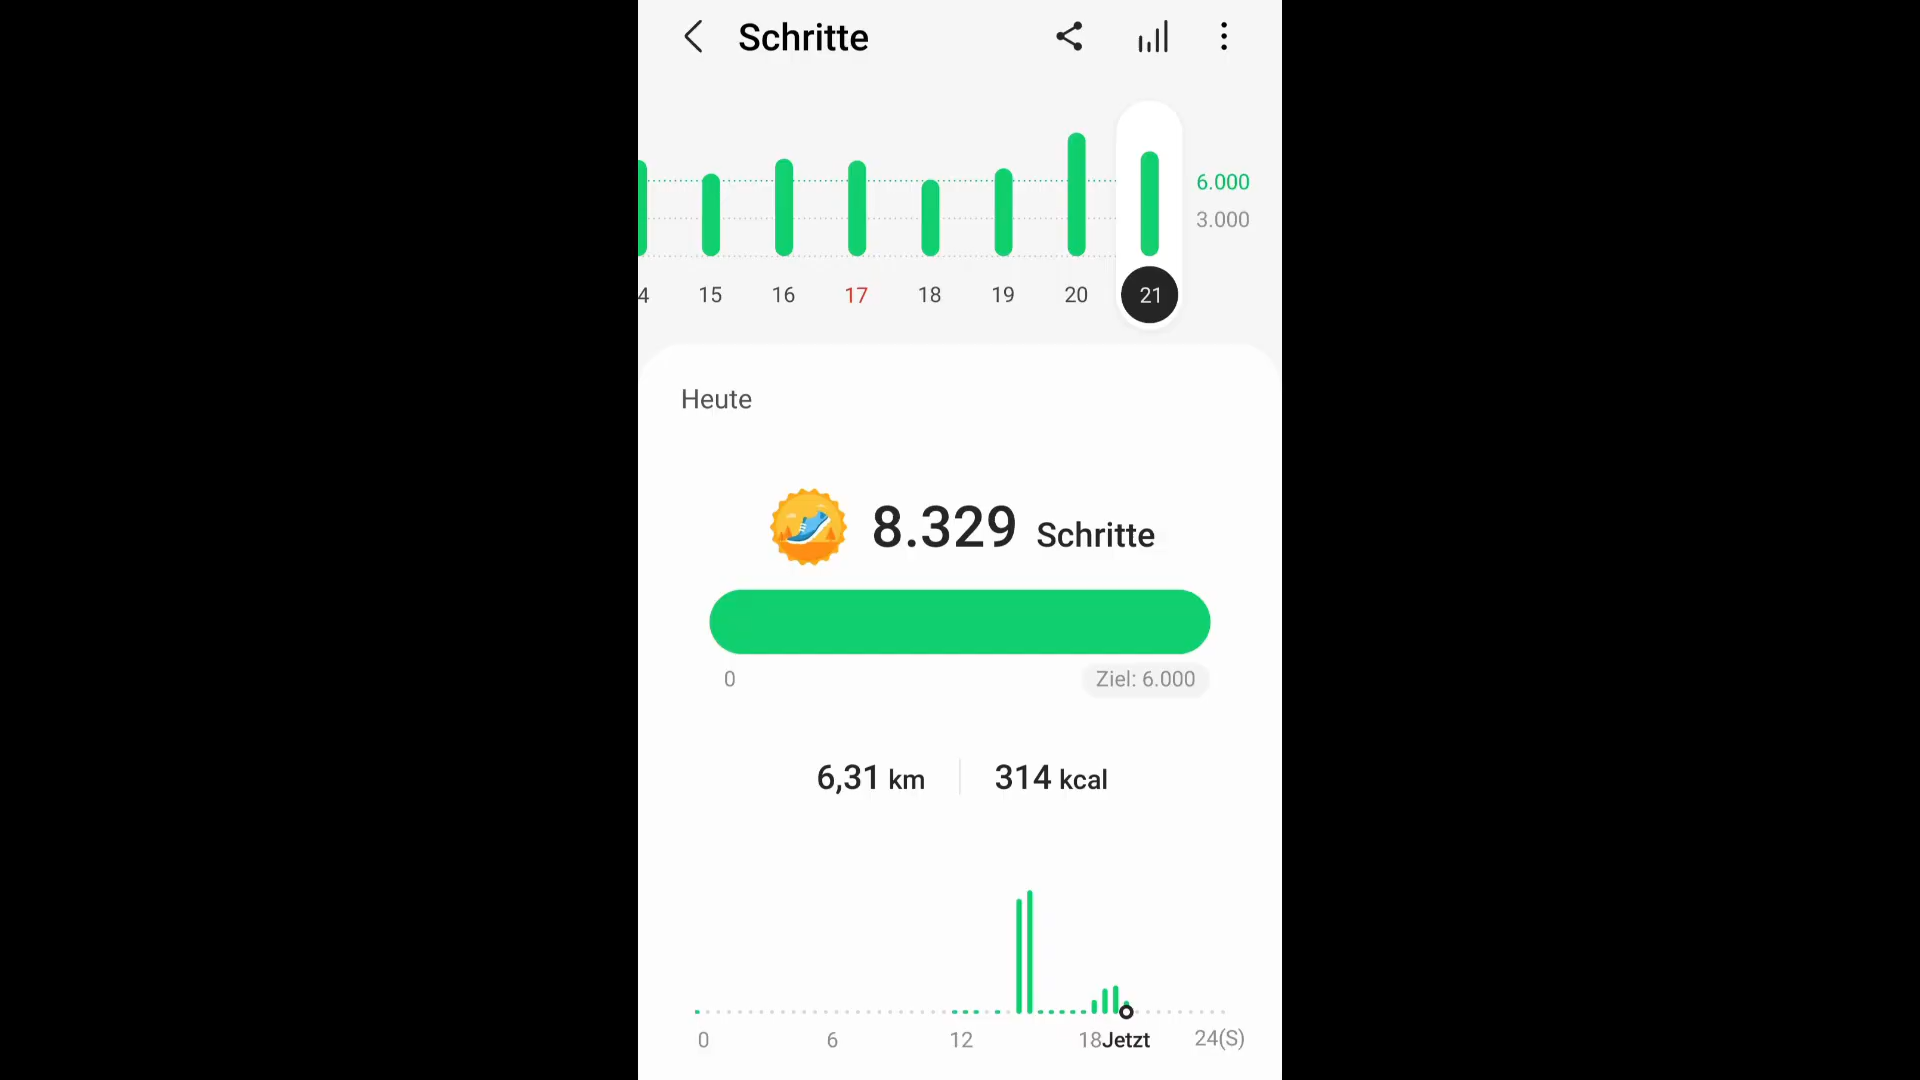 Schritte
6.000
3.000
4 15 16 17 18 19 20 21
Heute
8.329 Schritte
0 Ziel: 6.000
6,31 km 314 kcal
0 6 12 18 Jetzt 24(S)